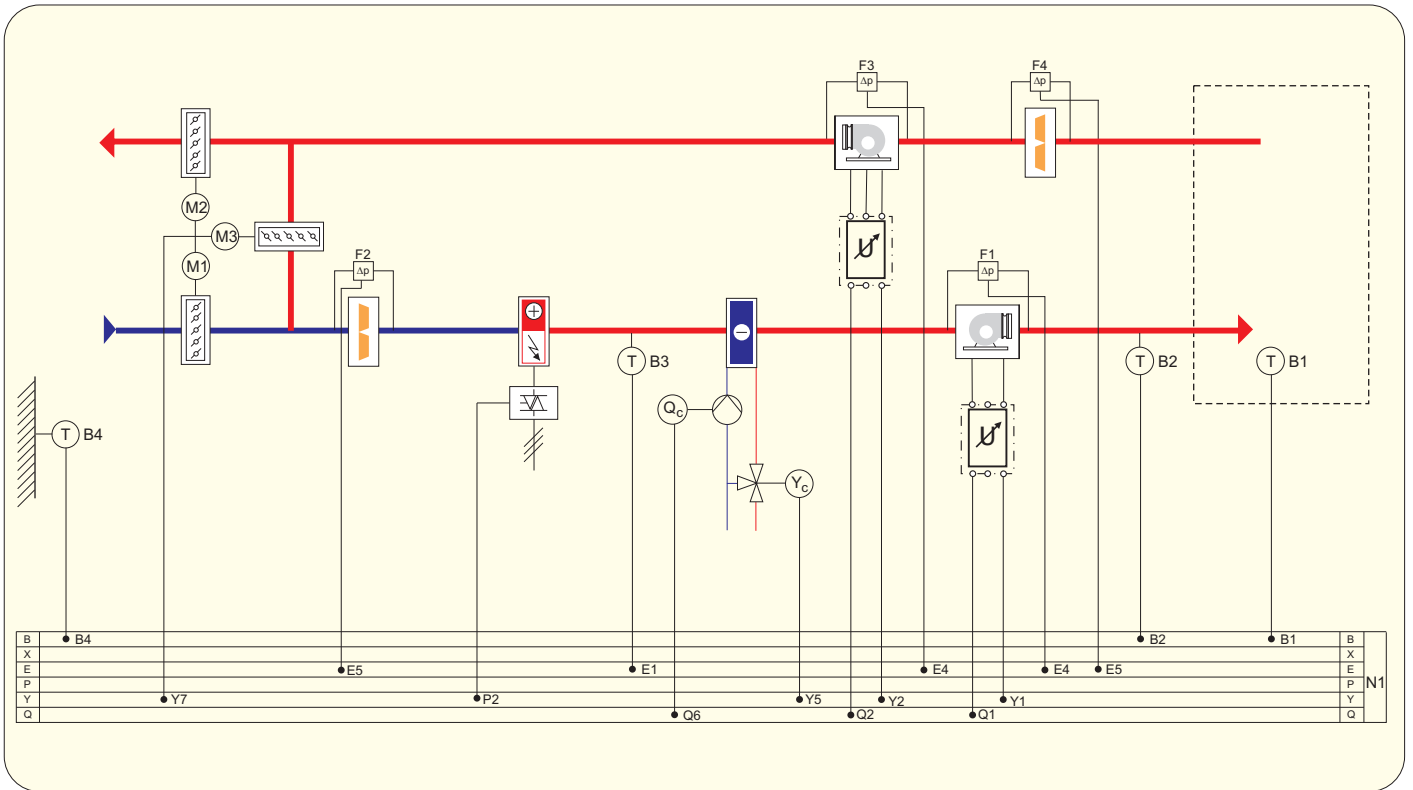 F3
F4
Δp
Δp
M2
M3
M1
F2
Δp
F1
Δp
U
U
+
−
T B3
T B2
T B1
T B4
Qc
Yc
B B4 B2 B1 B
X X
E E5 E1 E4 E4 E5 E
P P
Y Y7 P2 Y5 Y2 Y1 Y
Q Q6 Q2 Q1 Q
N1